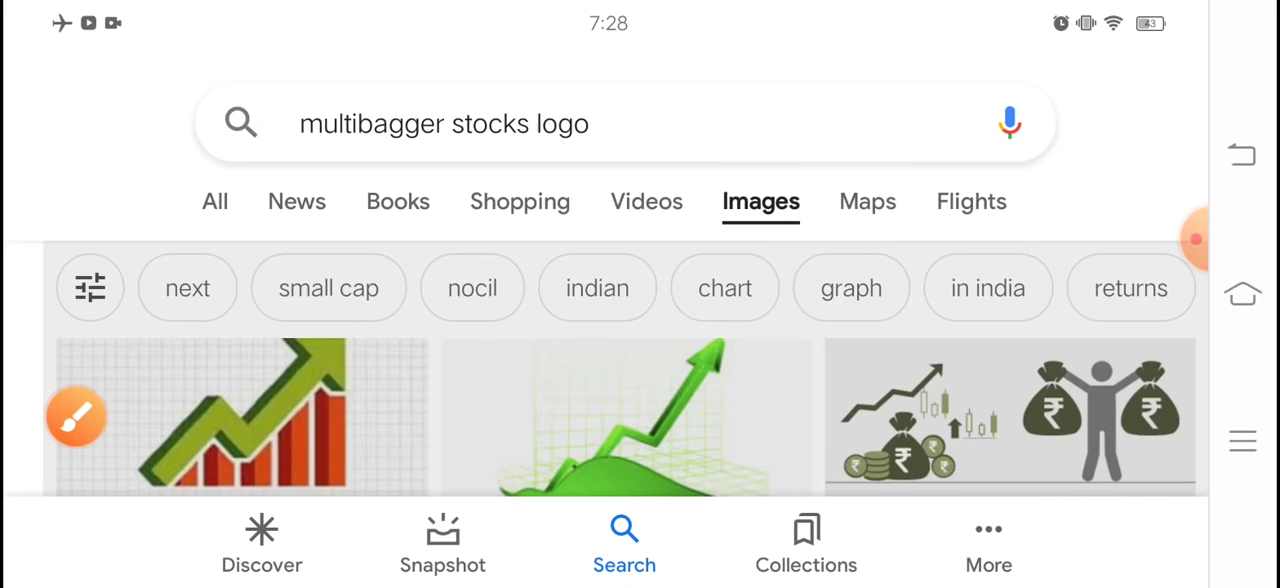 7:28
43
multibagger stocks logo
All News Books Shopping Videos Images Maps Flights
next small cap nocil indian chart graph in india returns
₹ ₹ ₹ ₹ ₹ ₹
Discover Snapshot Search Collections More